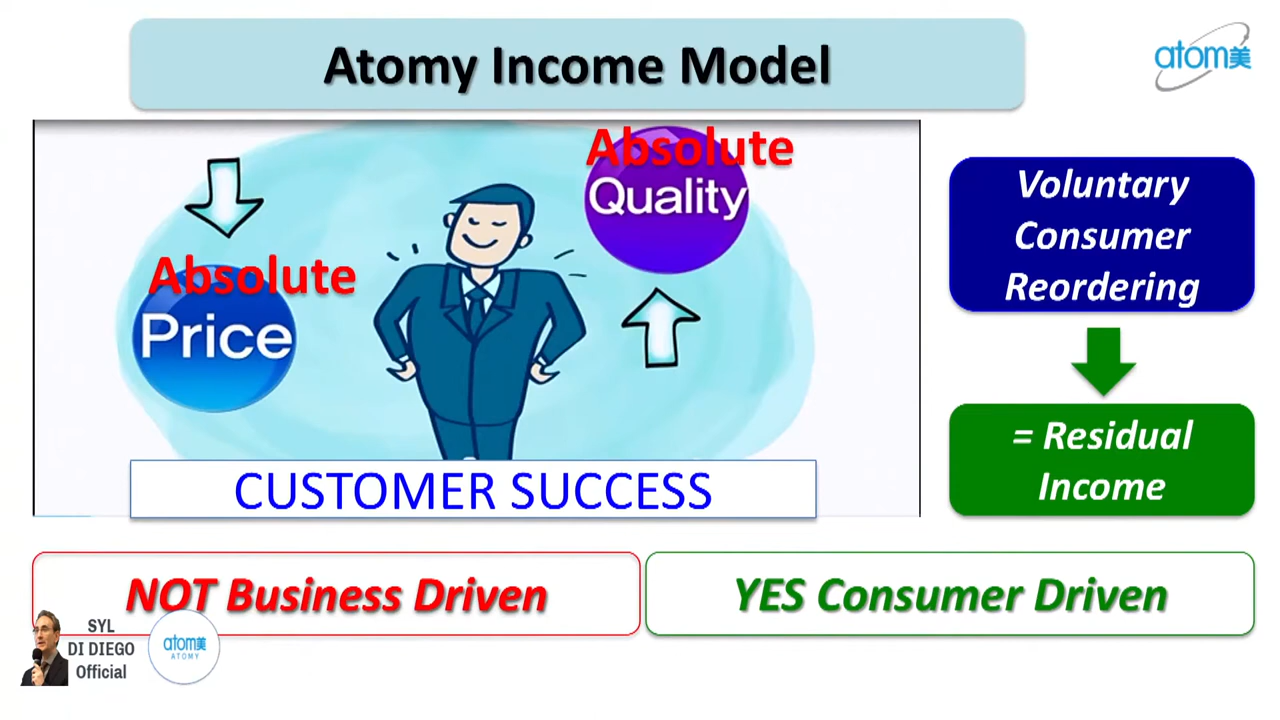 Atomy Income Model
atom美
Absolute
Quality
Absolute
Price
CUSTOMER SUCCESS
Voluntary
Consumer
Reordering
= Residual
Income
NOT Business Driven
YES Consumer Driven
SYL
DI DIEGO
Official
atom美
ATOMY